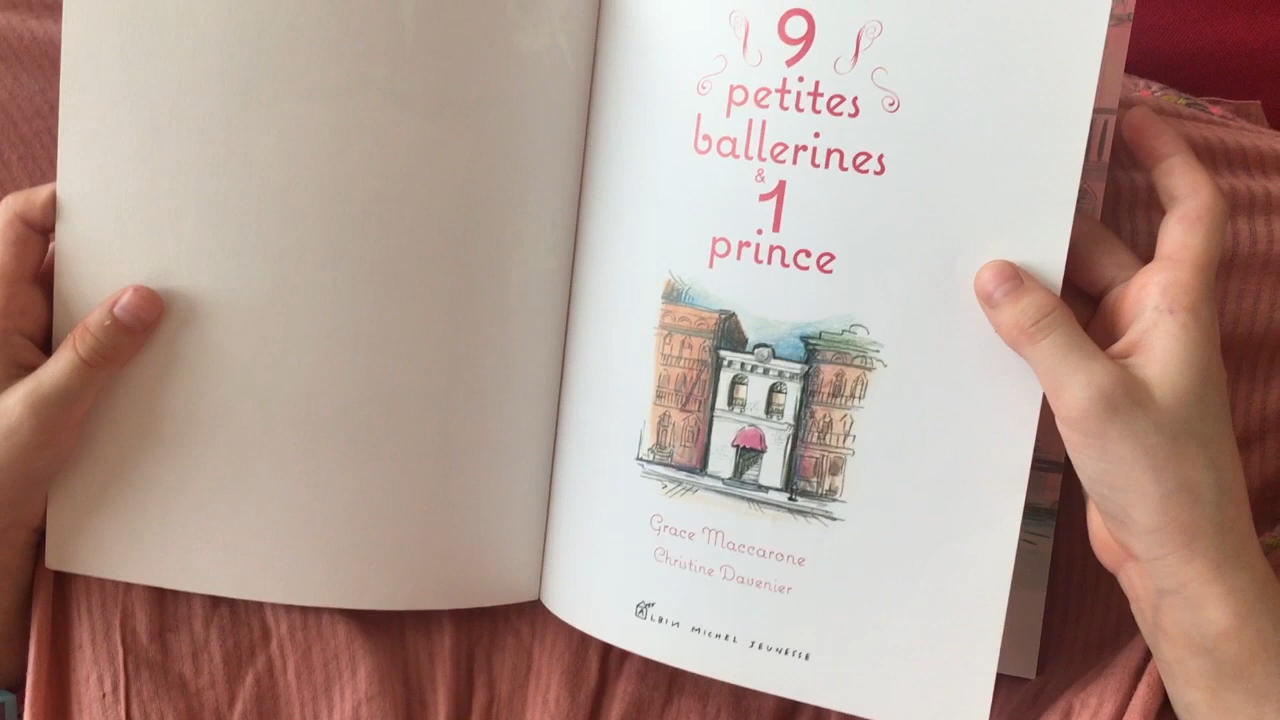 9
petites
ballerines
&
1
prince
Grace Maccarone
Christine Davenier
ALBIN MICHEL JEUNESSE